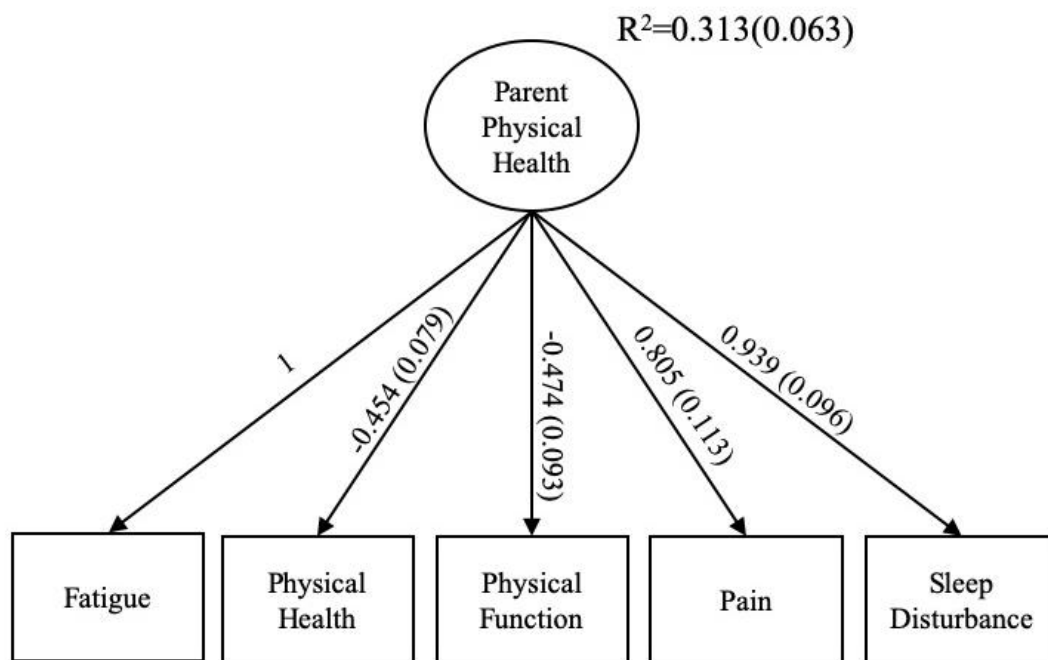 R²=0.313(0.063)
Parent
Physical
Health
1
-0.454 (0.079)
-0.474 (0.093)
0.805 (0.113)
0.939 (0.096)
Fatigue
Physical
Health
Physical
Function
Pain
Sleep
Disturbance